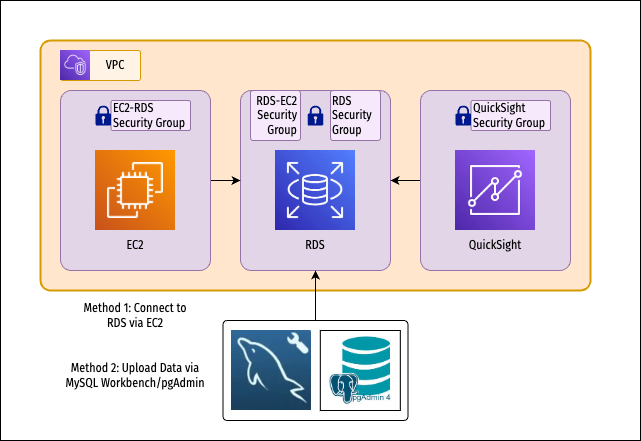 VPC
EC2-RDS
Security Group
RDS-EC2
Security
Group
RDS
Security
Group
QuickSight
Security Group
EC2
RDS
QuickSight
Method 1: Connect to
RDS via EC2
Method 2: Upload Data via
MySQL Workbench/pgAdmin
pgAdmin 4